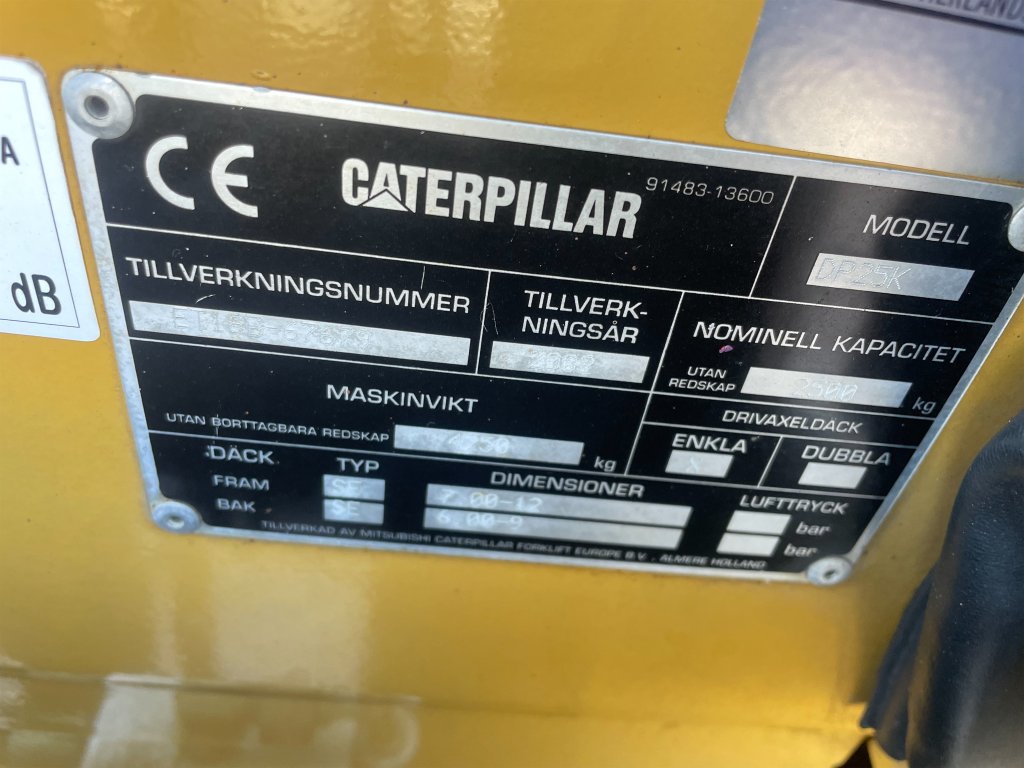 CE CATERPILLAR 91483-13600
MODELL
DP25K
TILLVERKNINGSNUMMER
TILLVERK-
NINGSÅR
NOMINELL KAPACITET
UTAN
REDSKAP 2500 kg
MASKINVIKT
UTAN BORTTAGBARA REDSKAP kg
DRIVAXELDÄCK
ENKLA
X
DUBBLA
DÄCK TYP DIMENSIONER LUFTTRYCK
FRAM SE 7.00-12 bar
BAK SE 6.00-9 bar
TILLVERKAD AV MITSUBISHI CATERPILLAR FORKLIFT EUROPE B.V., ALMERE HOLLAND
A
dB